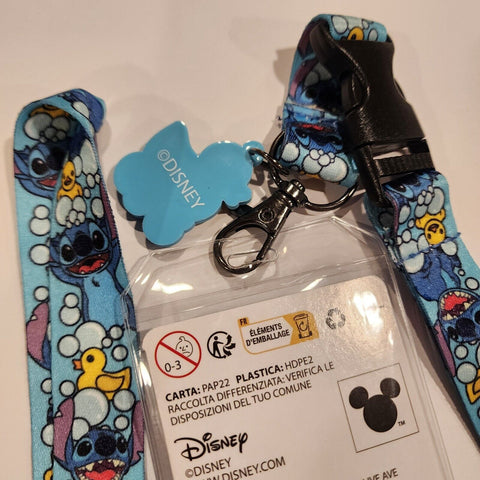 ©DISNEY
FR
ÉLÉMENTS
D'EMBALLAGE
0-3
CARTA: PAP22 PLASTICA: HDPE2
RACCOLTA DIFFERENZIATA: VERIFICA LE
DISPOSIZIONI DEL TUO COMUNE
Disney
TM
©DISNEY
WWW.DISNEY.COM
AVE